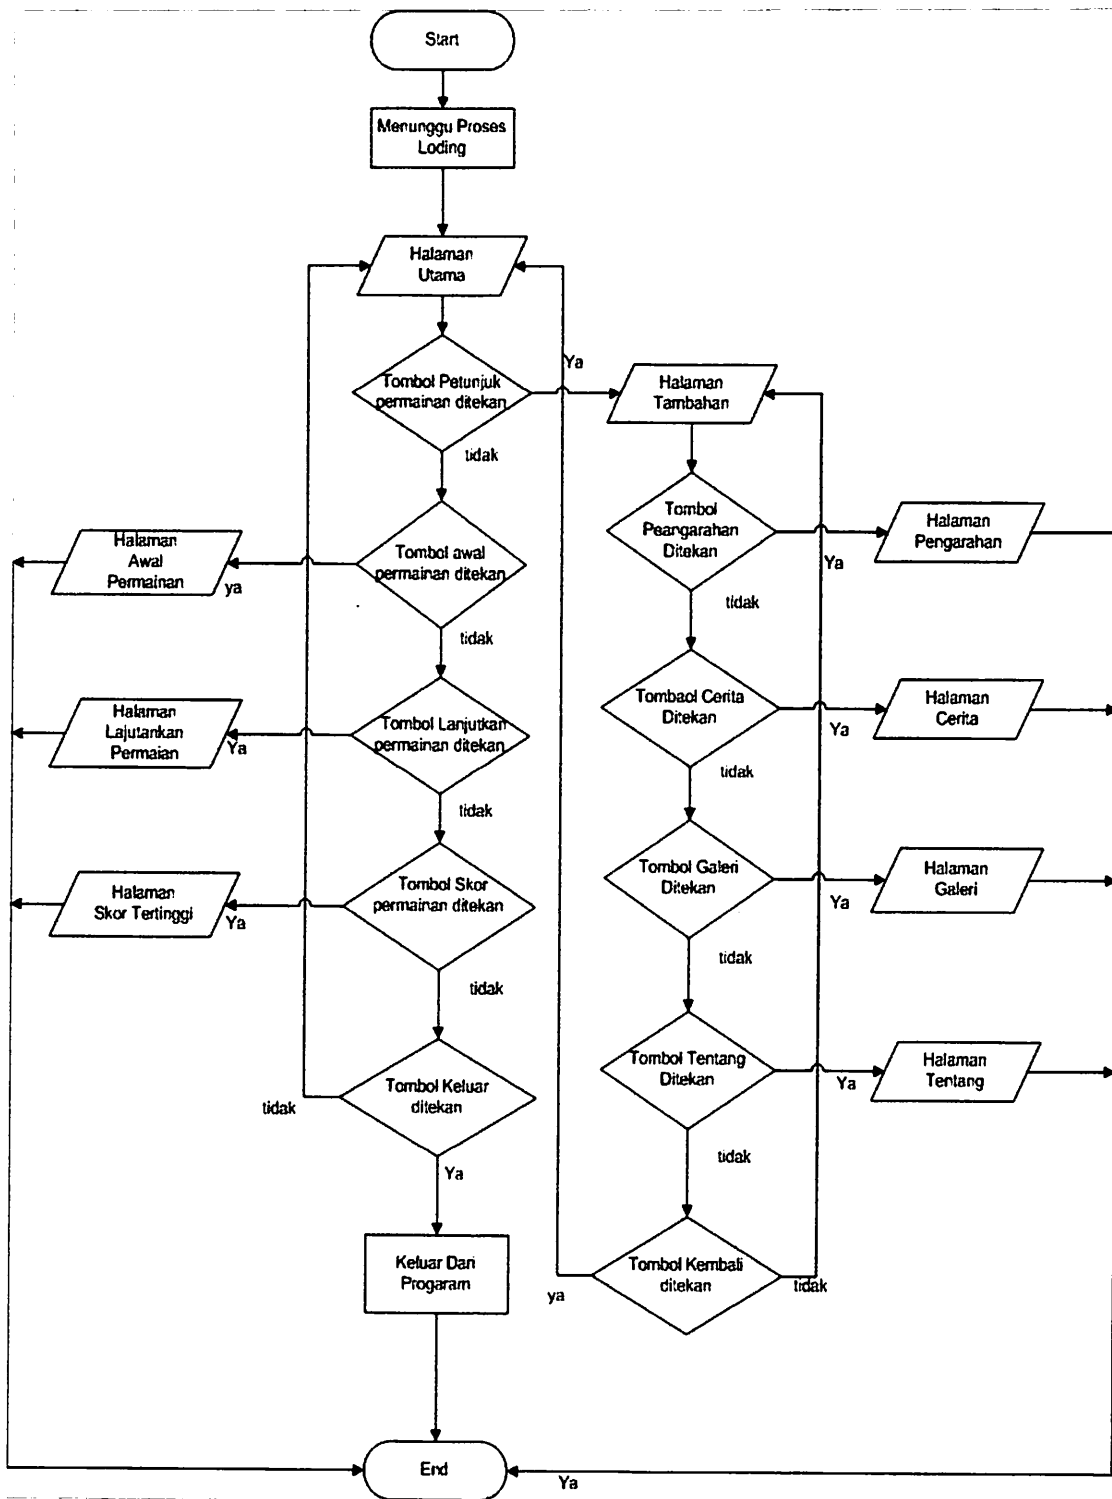 Start
Menunggu Proses
Loding
Halaman
Utama
Ya
Tombol Petunjuk
permainan ditekan
Halaman
Tambahan
tidak
Tombol
Peangarahan
Ditekan
Halaman
Pengarahan
Ya
Halaman
Awal
Permainan
ya
Tombol awal
permainan ditekan
tidak
tidak
Tombaol Cerita
Ditekan
Halaman
Cerita
Ya
Halaman
Lajutankan
Permaian
Ya
Tombol Lanjutkan
permainan ditekan
tidak
tidak
Tombol Galeri
Ditekan
Halaman
Galeri
Ya
Halaman
Skor Tertinggi
Ya
Tombol Skor
permainan ditekan
tidak
tidak
Tombol Tentang
Ditekan
Halaman
Tentang
Ya
Tombol Keluar
ditekan
tidak
Ya
tidak
Keluar Dari
Progaram
Tombol Kembali
ditekan
ya
tidak
End
Ya